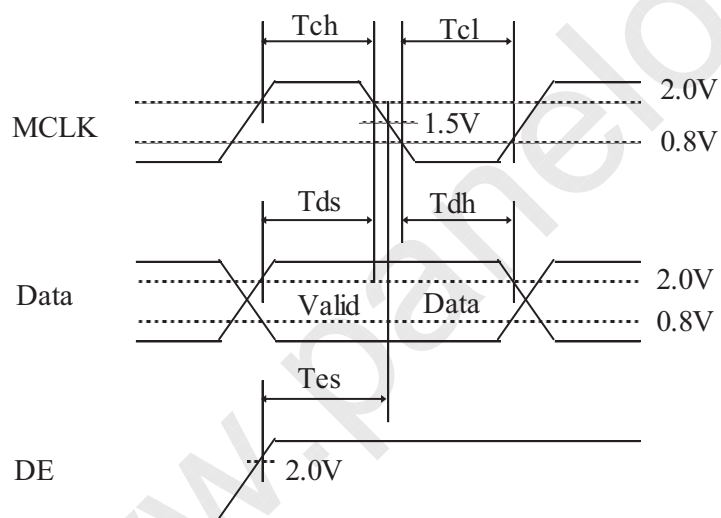 Tch Tcl
2.0V
MCLK 1.5V
0.8V
Tds Tdh
2.0V
Data Valid Data
0.8V
Tes
DE 2.0V
w.panelo